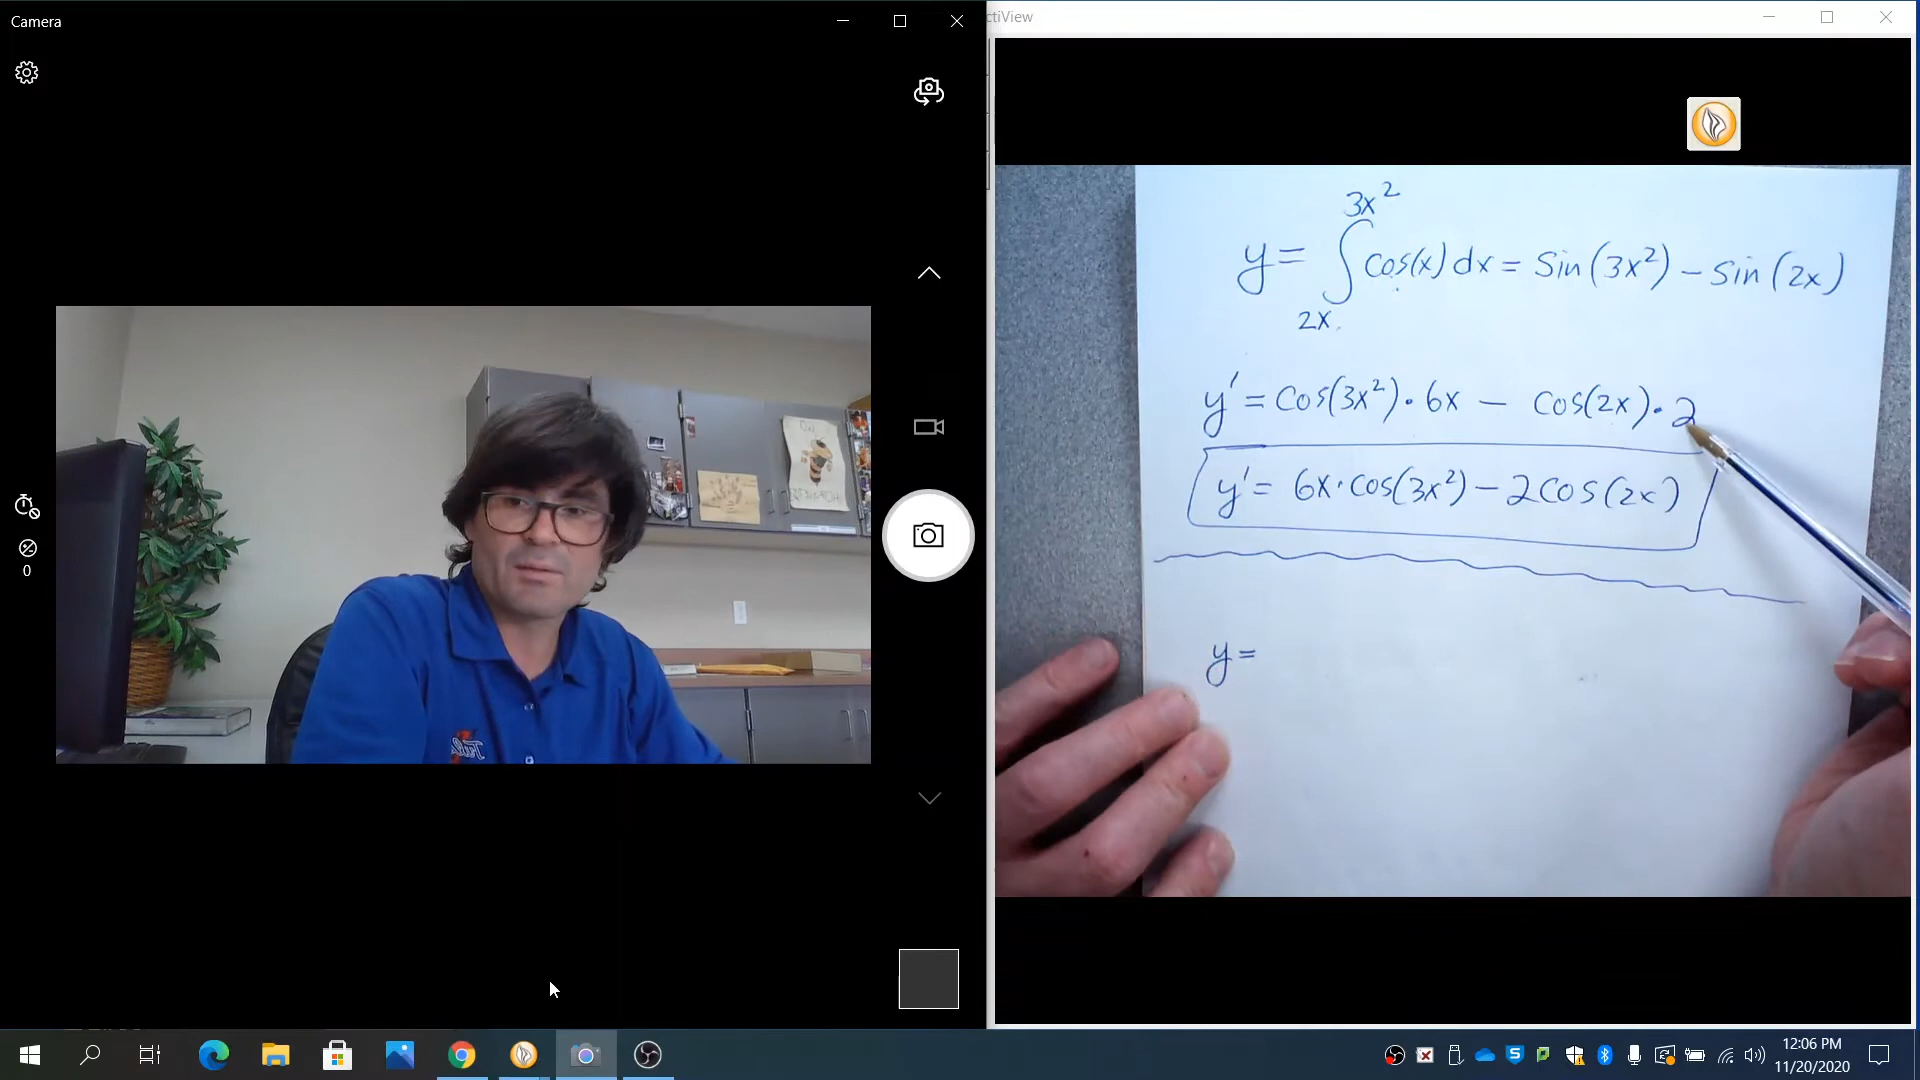 Camera
ctiView
0
y = ∫ 3x² 2x cos(x) dx = sin(3x²) − sin(2x)
y' = cos(3x²) · 6x − cos(2x) · 2
y' = 6x · cos(3x²) − 2cos(2x)
y =
12:06 PM
11/20/2020